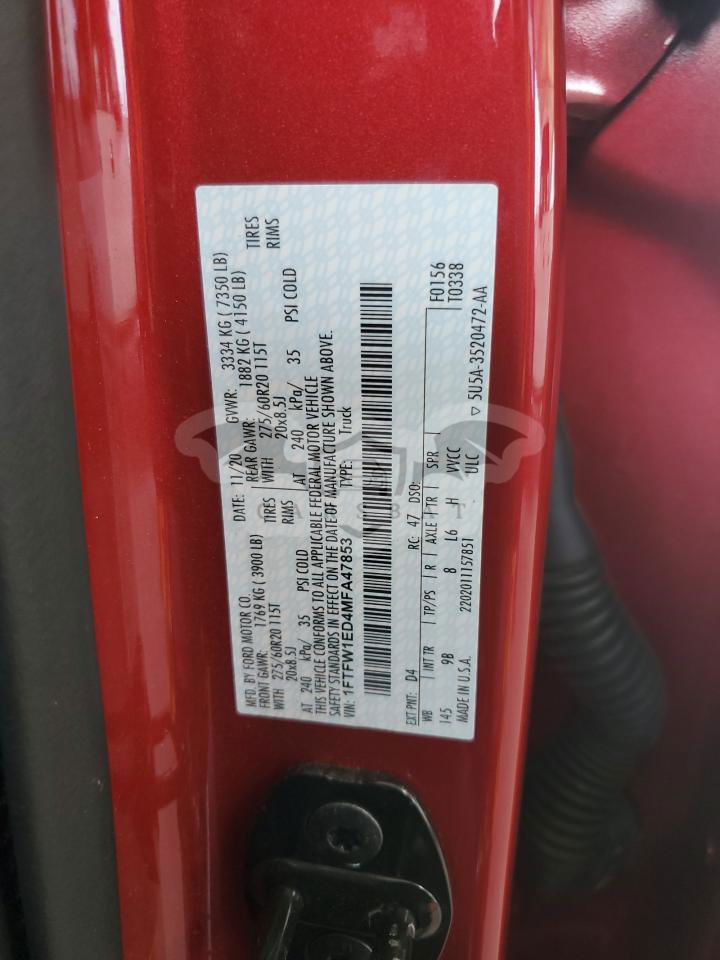 MFD. BY FORD MOTOR CO.
DATE: 11/20 GVWR: 3334 KG ( 7350 LB)
FRONT GAWR: 1769 KG ( 3900 LB)
REAR GAWR: 1882 KG ( 4150 LB)
WITH 275/60R20 115T TIRES
WITH 275/60R20 115T TIRES
20x8.5J RIMS
20x8.5J RIMS
AT 240 kPa/ 35 PSI COLD
AT 240 kPa/ 35 PSI COLD
THIS VEHICLE CONFORMS TO ALL APPLICABLE FEDERAL MOTOR VEHICLE
SAFETY STANDARDS IN EFFECT ON THE DATE OF MANUFACTURE SHOWN ABOVE.
VIN: 1FTFW1ED4MFA47853 TYPE: Truck
EXT PNT: D4 RC: 47 DSO: F0156
T0338
WB INT TR TP/PS R AXLE TR SPR
145 9B 8 L6 H VVCC
MADE IN U.S.A. 2202011157851 ULC ▽ 5U5A-3520472-AA